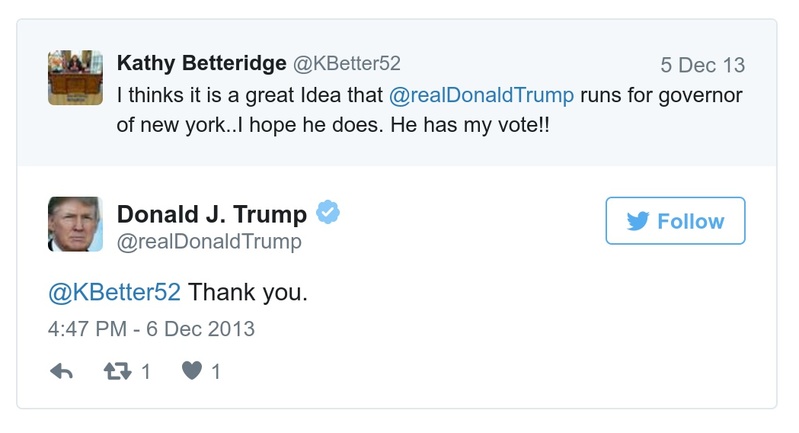 Kathy Betteridge @KBetter52 5 Dec 13
I thinks it is a great Idea that @realDonaldTrump runs for governor
of new york..I hope he does. He has my vote!!
Donald J. Trump
@realDonaldTrump
Follow
@KBetter52 Thank you.
4:47 PM - 6 Dec 2013
1 1